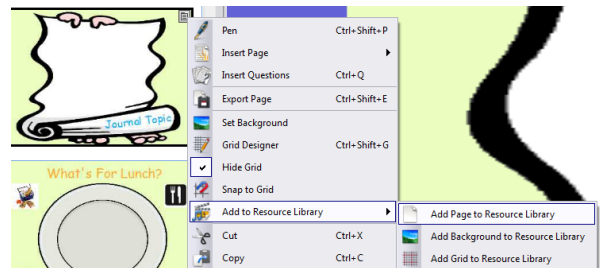 Journal Topic
What's For Lunch?
Pen Ctrl+Shift+P
Insert Page
Insert Questions Ctrl+Q
Export Page Ctrl+Shift+E
Set Background
Grid Designer Ctrl+Shift+G
Hide Grid
Snap to Grid
Add to Resource Library
Cut Ctrl+X
Copy Ctrl+C
Add Page to Resource Library
Add Background to Resource Library
Add Grid to Resource Library